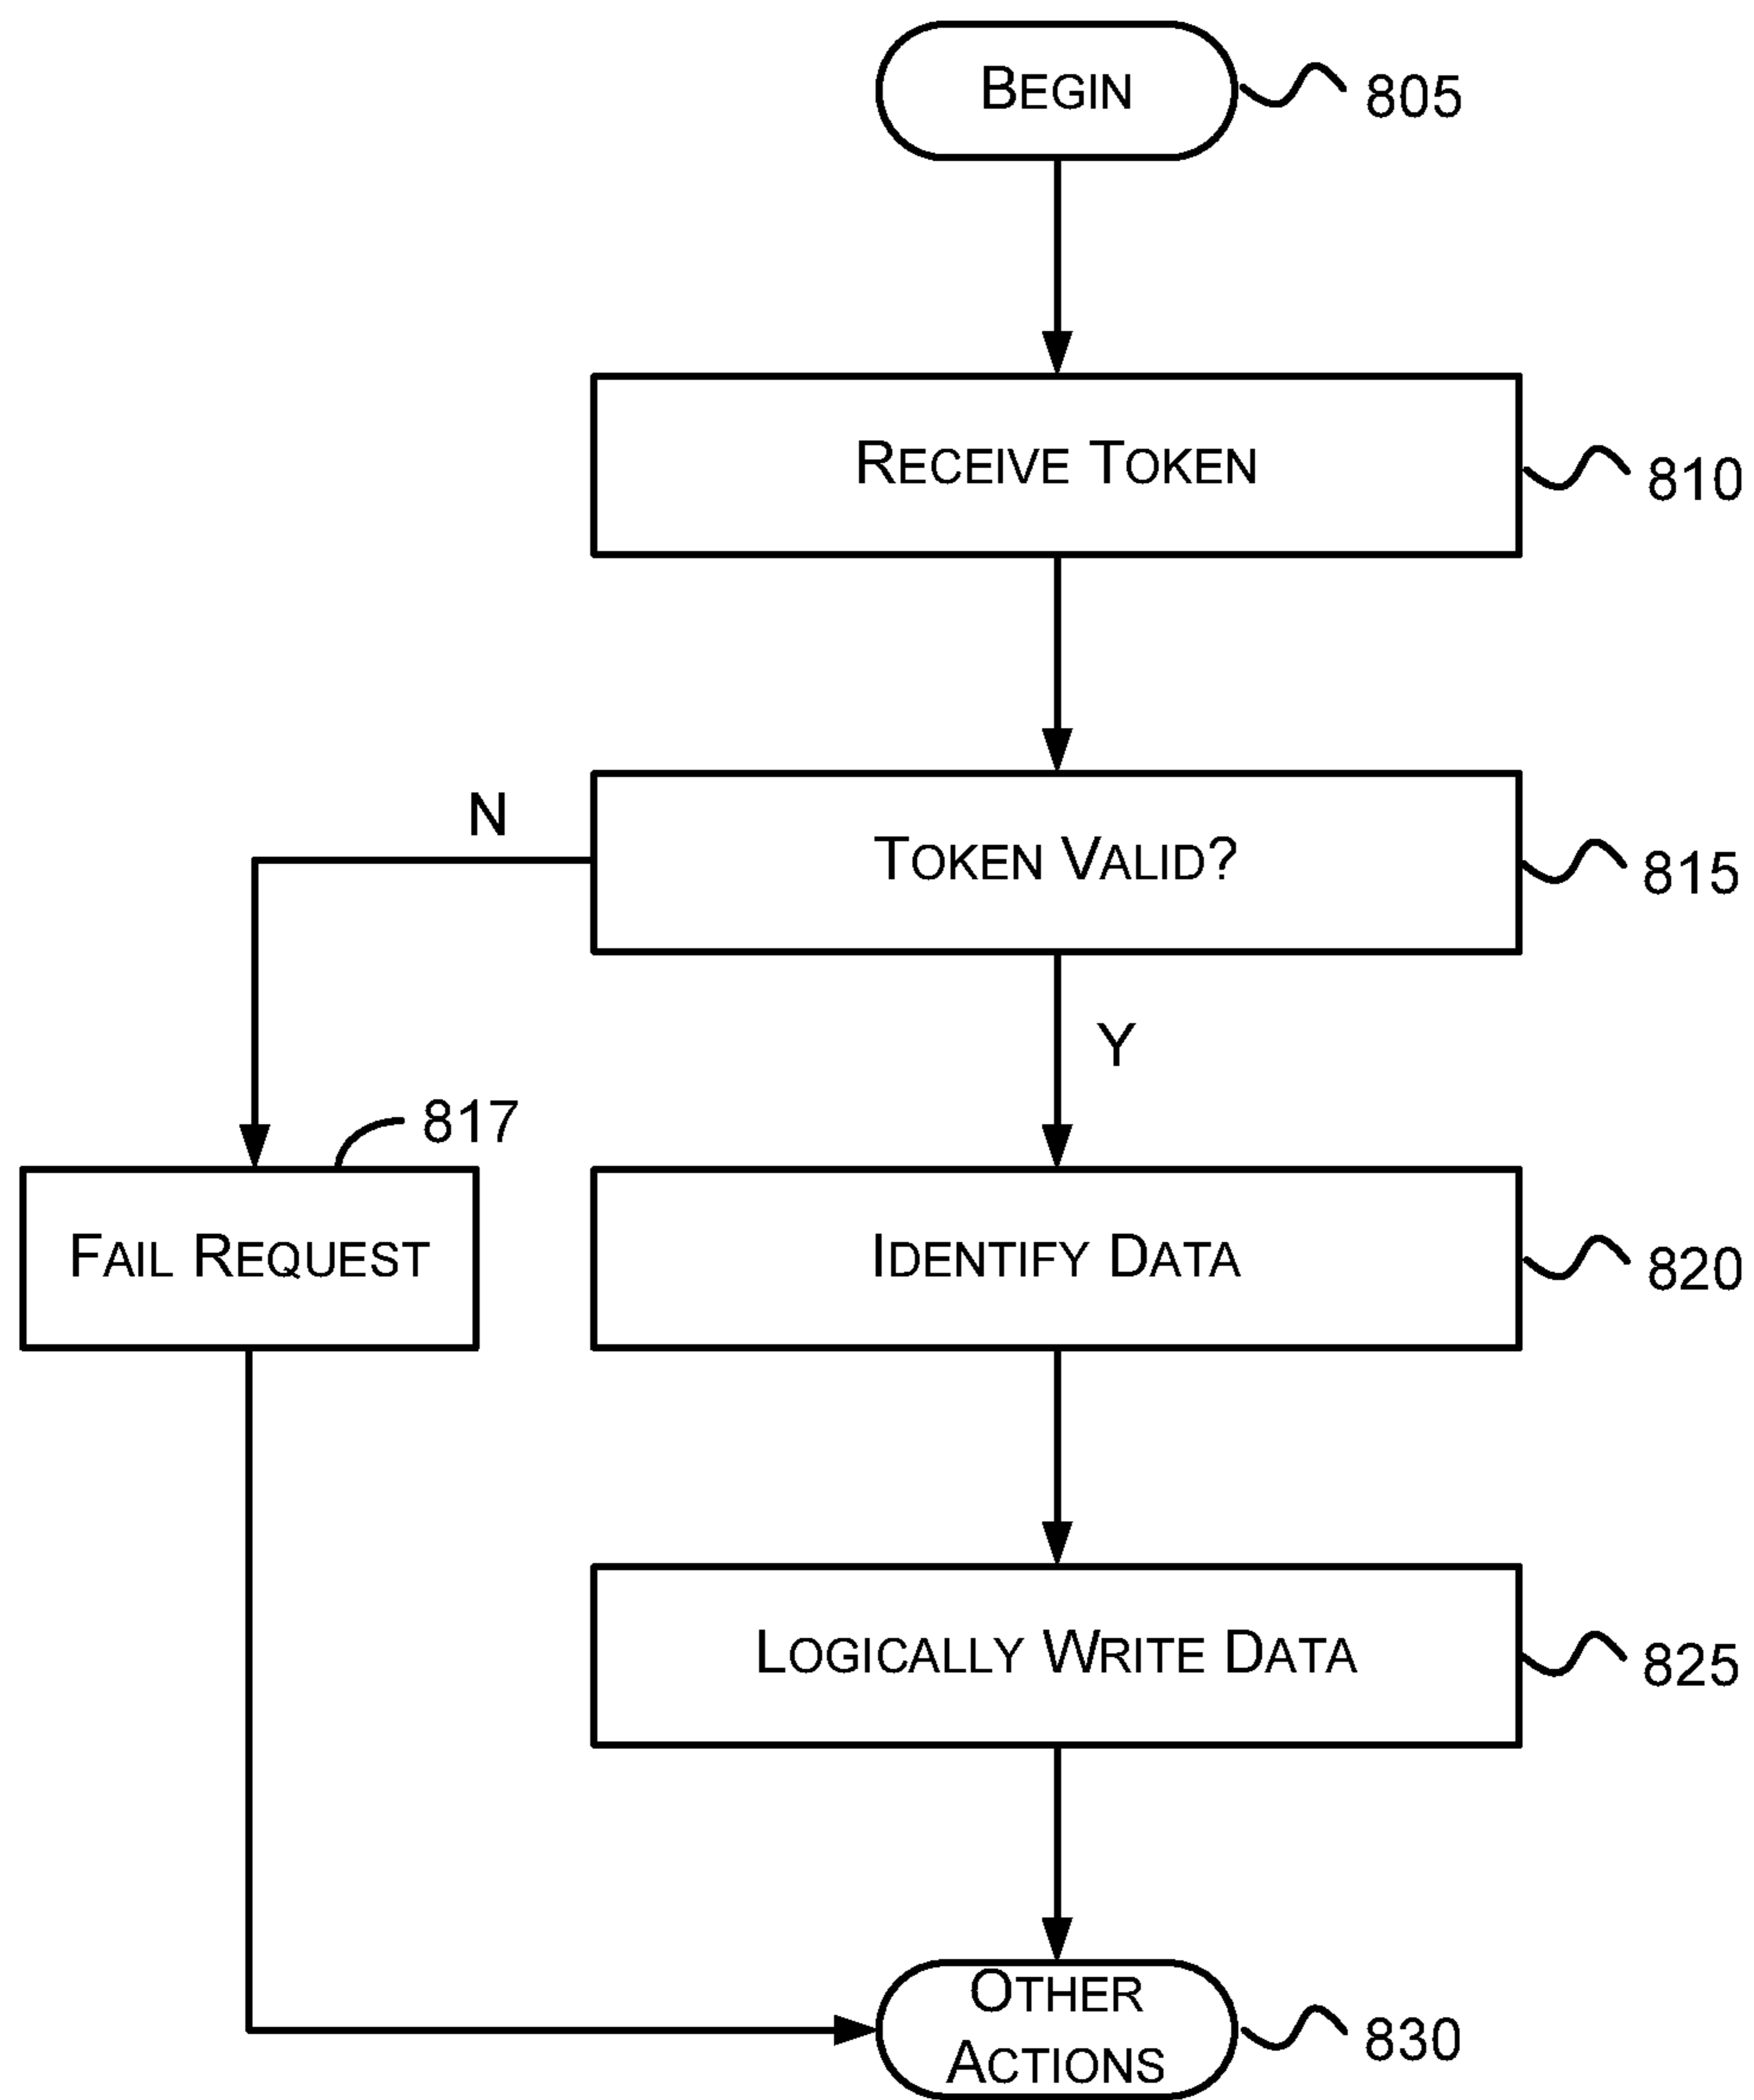 BEGIN
805
RECEIVE TOKEN
810
N
TOKEN VALID?
815
Y
817
FAIL REQUEST
IDENTIFY DATA
820
LOGICALLY WRITE DATA
825
OTHER
ACTIONS
830